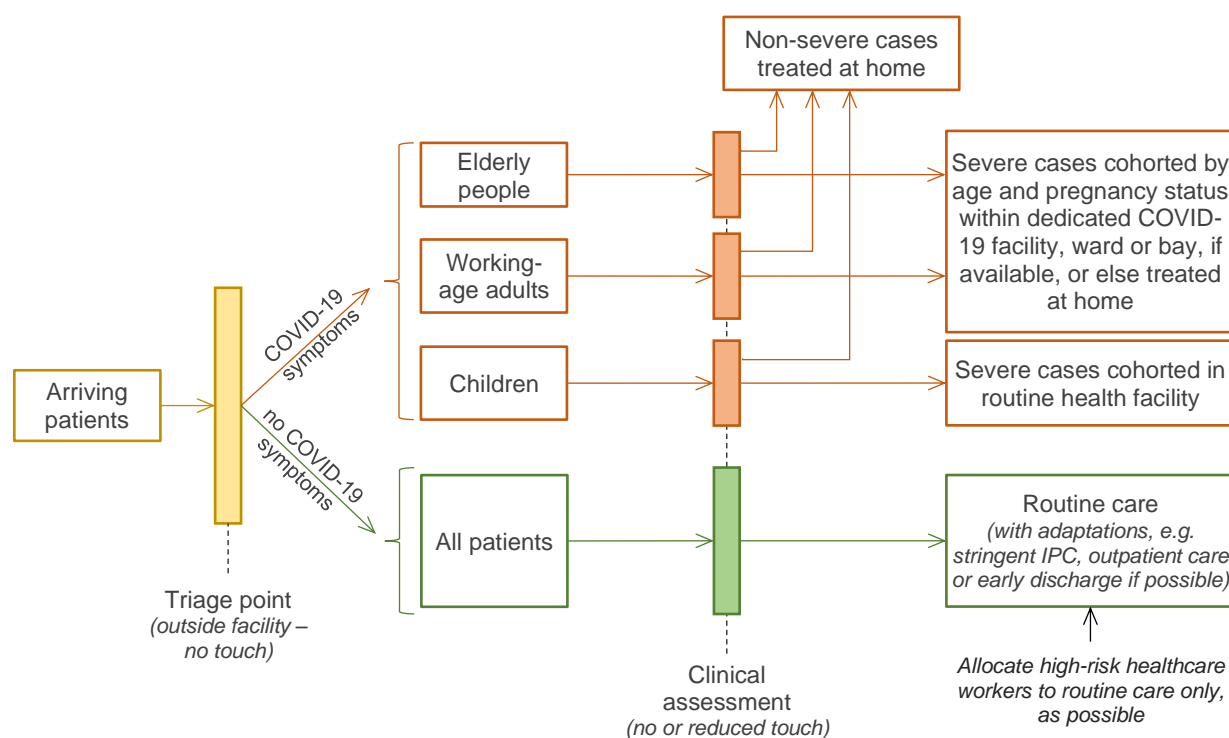 Non-severe cases
treated at home
Elderly
people
Severe cases cohorted by
age and pregnancy status
within dedicated COVID-
19 facility, ward or bay, if
available, or else treated
at home
Working-
age adults
COVID-19
symptoms
Children
Severe cases cohorted in
routine health facility
Arriving
patients
no COVID-19
symptoms
All patients
Routine care
(with adaptations, e.g.
stringent IPC, outpatient care
or early discharge if possible)
Triage point
(outside facility –
no touch)
Clinical
assessment
(no or reduced touch)
Allocate high-risk healthcare
workers to routine care only,
as possible